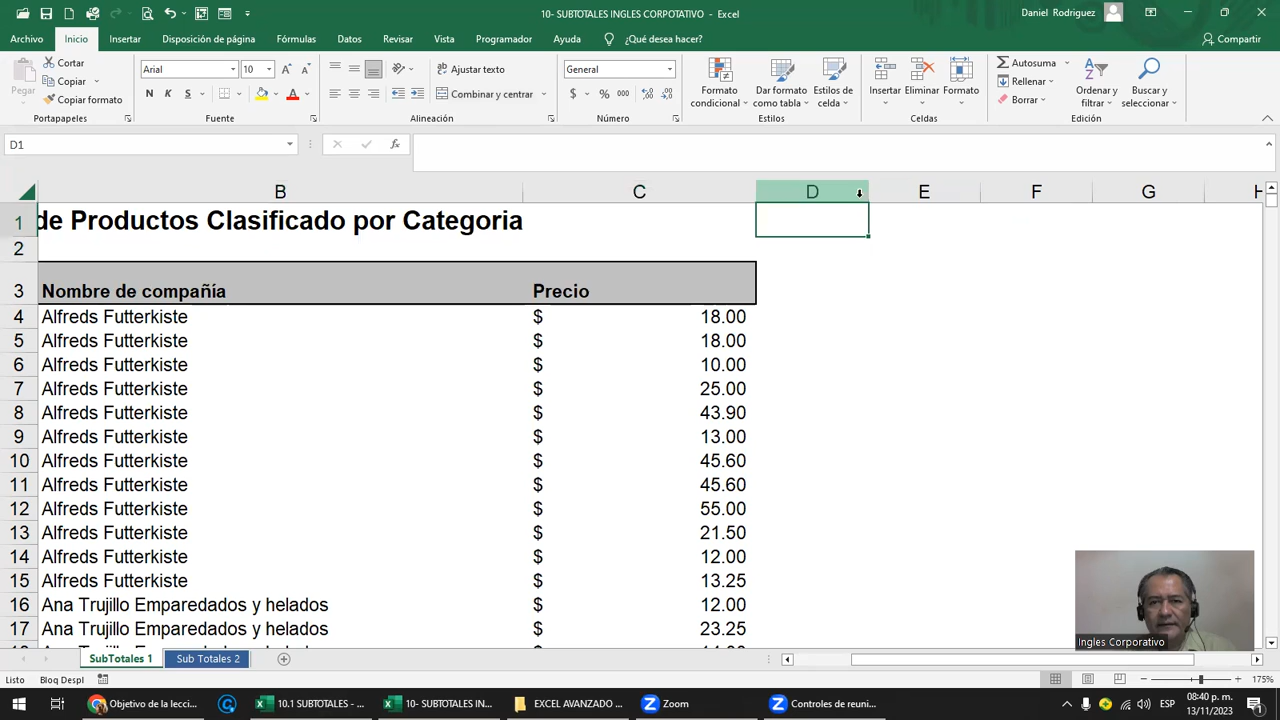 10- SUBTOTALES INGLES CORPOTATIVO - Excel
Daniel Rodriguez
Archivo Inicio Insertar Disposición de página Fórmulas Datos Revisar Vista Programador Ayuda ¿Qué desea hacer? Compartir
Pegar
Cortar
Copiar
Copiar formato
Portapapeles
Arial 10
N K S
Fuente
Ajustar texto
Combinar y centrar
Alineación
General
$ % 000
Número
Formato condicional
Dar formato como tabla
Estilos de celda
Estilos
Insertar Eliminar Formato
Celdas
Autosuma
Rellenar
Borrar
Ordenar y filtrar
Buscar y seleccionar
Edición
D1 fx
B C D E F G H
1 de Productos Clasificado por Categoria
2
3 Nombre de compañía Precio
4 Alfreds Futterkiste $ 18.00
5 Alfreds Futterkiste $ 18.00
6 Alfreds Futterkiste $ 10.00
7 Alfreds Futterkiste $ 25.00
8 Alfreds Futterkiste $ 43.90
9 Alfreds Futterkiste $ 13.00
10 Alfreds Futterkiste $ 45.60
11 Alfreds Futterkiste $ 45.60
12 Alfreds Futterkiste $ 55.00
13 Alfreds Futterkiste $ 21.50
14 Alfreds Futterkiste $ 12.00
15 Alfreds Futterkiste $ 13.25
16 Ana Trujillo Emparedados y helados $ 12.00
17 Ana Trujillo Emparedados y helados $ 23.25
Ingles Corporativo
SubTotales 1 Sub Totales 2
Listo Bloq Despl 175%
Objetivo de la lecci... 10.1 SUBTOTALES - ... 10- SUBTOTALES IN... EXCEL AVANZADO ... Zoom Controles de reuni... ESP 08:40 p. m.
13/11/2023